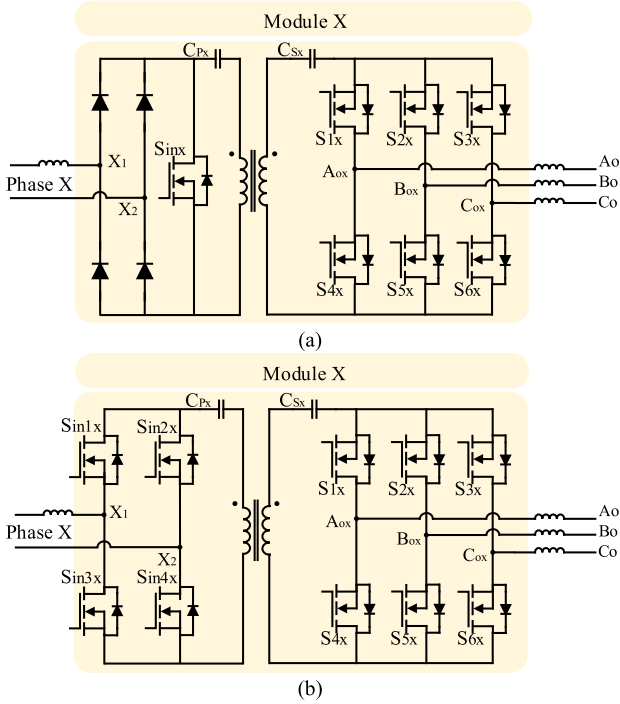 Module X
CPx CSx
Sinx S1x S2x S3x
X1
Phase X X2
Aox Ao
Box Bo
Cox Co
S4x S5x S6x
(a)
Module X
CPx CSx
Sin1x Sin2x
S1x S2x S3x
X1
Phase X X2
Aox Ao
Box Bo
Cox Co
Sin3x Sin4x
S4x S5x S6x
(b)